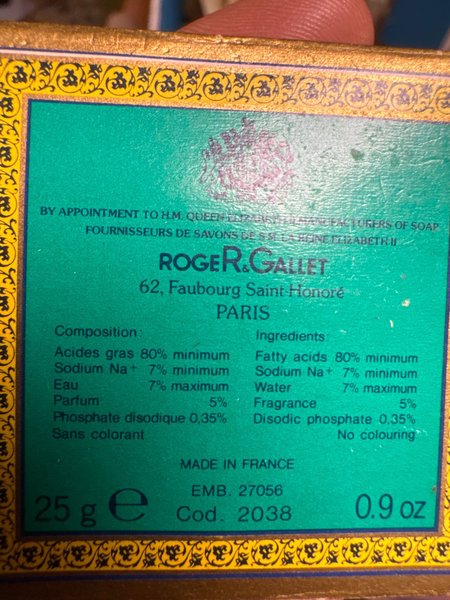 BY APPOINTMENT TO H.M. QUEEN ELIZABETH II MANUFACTURERS OF SOAP
FOURNISSEURS DE SAVONS DE S.M. LA REINE ELIZABETH II
ROGER&GALLET
62, Faubourg Saint-Honoré
PARIS
Composition:
Acides gras 80% minimum
Sodium Na+ 7% minimum
Eau 7% maximum
Parfum 5%
Phosphate disodique 0,35%
Sans colorant
Ingredients:
Fatty acids 80% minimum
Sodium Na+ 7% minimum
Water 7% maximum
Fragrance 5%
Disodic phosphate 0,35%
No colouring
MADE IN FRANCE
EMB. 27056
25 g e Cod. 2038 0.9 oz